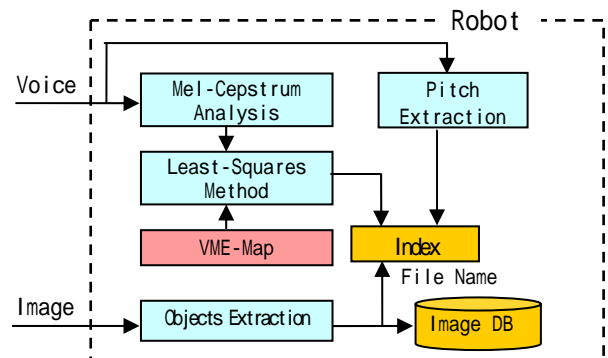 Robot
Voice
Mel-Cepstrum
Analysis
Pitch
Extraction
Least-Squares
Method
VME-Map
Index
File Name
Image
Objects Extraction
Image DB